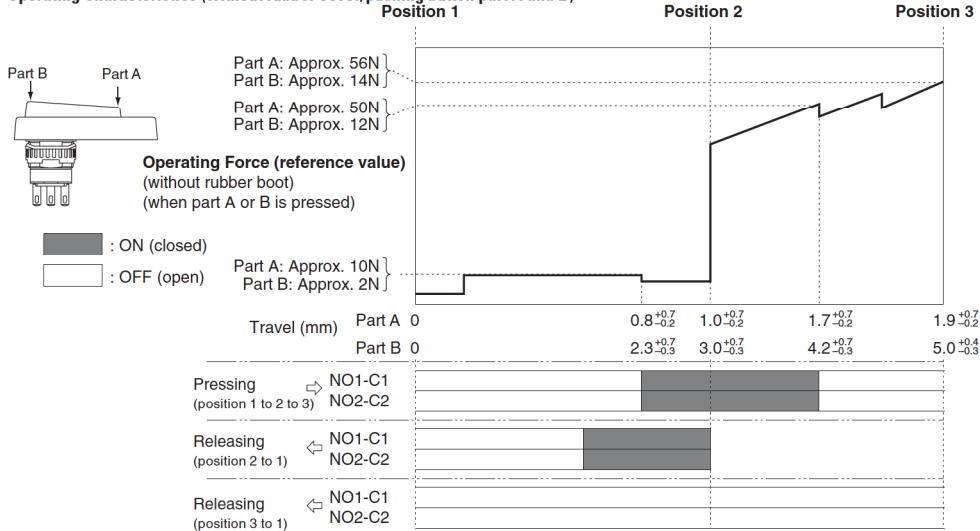 Position 1 Position 2 Position 3
Part B Part A
Part A: Approx. 56N
Part B: Approx. 14N
Part A: Approx. 50N
Part B: Approx. 12N
Operating Force (reference value)
(without rubber boot)
(when part A or B is pressed)
: ON (closed)
: OFF (open)
Part A: Approx. 10N
Part B: Approx. 2N
Travel (mm) Part A 0 0.8 +0.7 −0.2 1.0 +0.7 −0.2 1.7 +0.7 −0.2 1.9 +0.7 −0.2
Part B 0 2.3 +0.7 −0.3 3.0 +0.7 −0.3 4.2 +0.7 −0.3 5.0 +0.4 −0.3
Pressing ⇨ NO1-C1
(position 1 to 2 to 3) NO2-C2
Releasing ⇦ NO1-C1
(position 2 to 1) NO2-C2
Releasing ⇦ NO1-C1
(position 3 to 1) NO2-C2